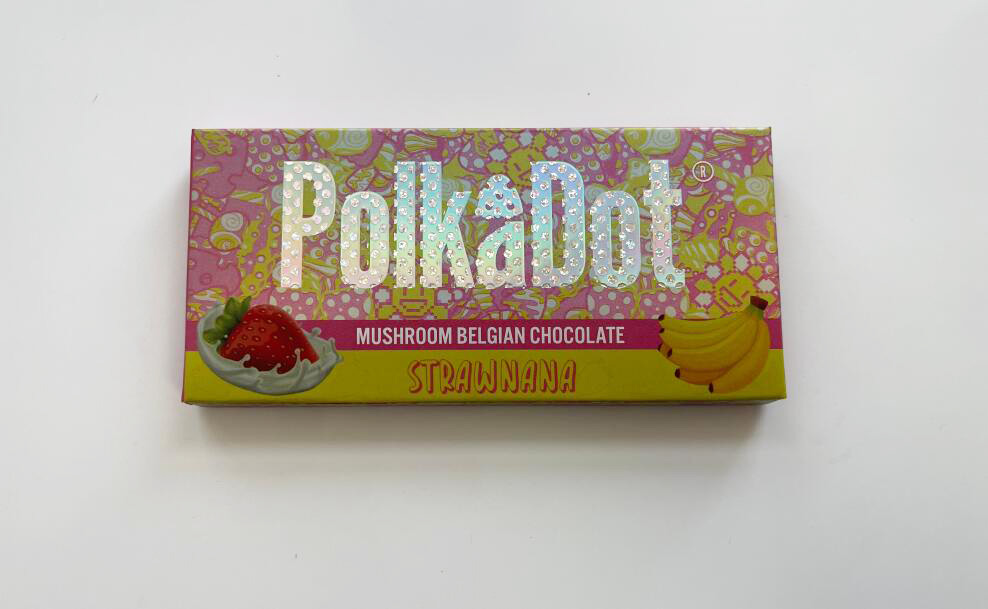 PolkaDot ®
MUSHROOM BELGIAN CHOCOLATE
STRAWNANA